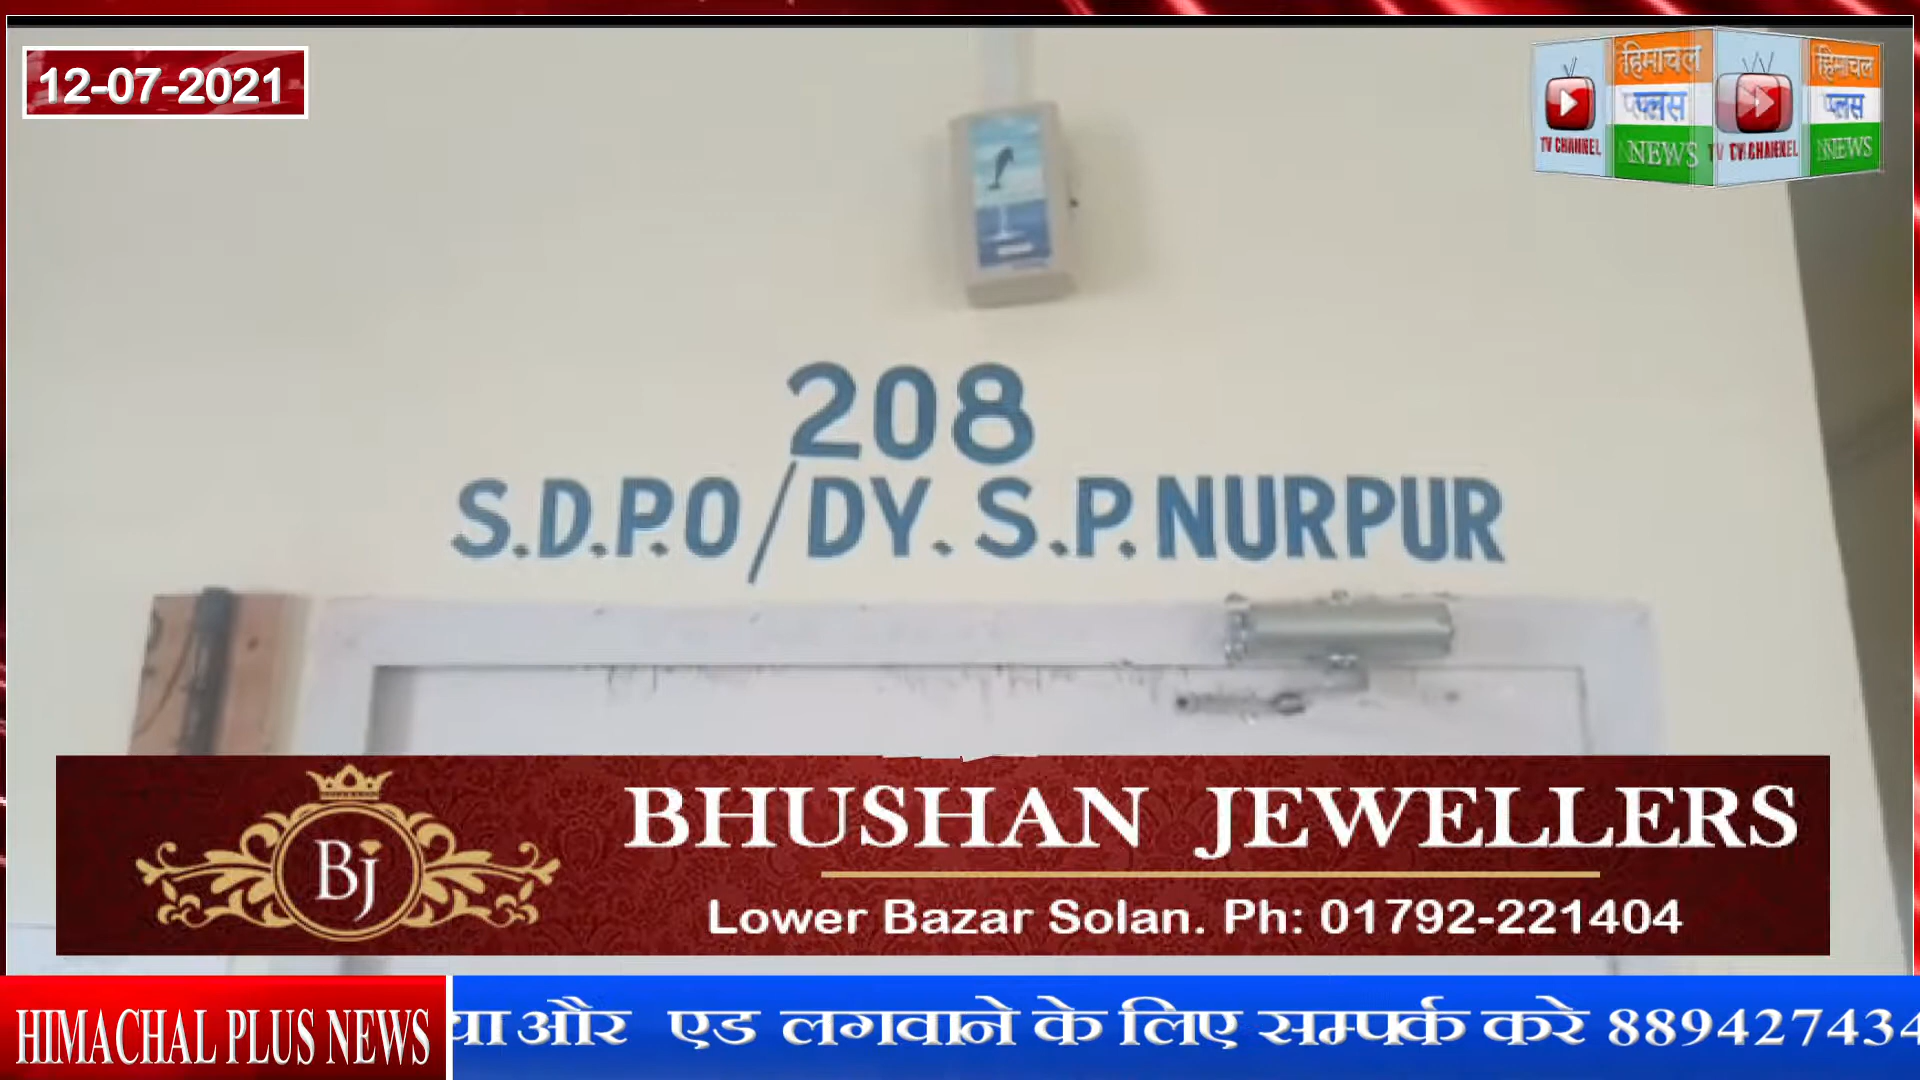 12-07-2021
हिमाचल
प्लस
NEWS
TV CHANNEL
हिमाचल
प्लस
NEWS
TV CHANNEL
208
S.D.P.O/DY. S.P. NURPUR
BJ
BHUSHAN JEWELLERS
Lower Bazar Solan. Ph: 01792-221404
HIMACHAL PLUS NEWS
या और एड लगवाने के लिए सम्पर्क करे 889427434